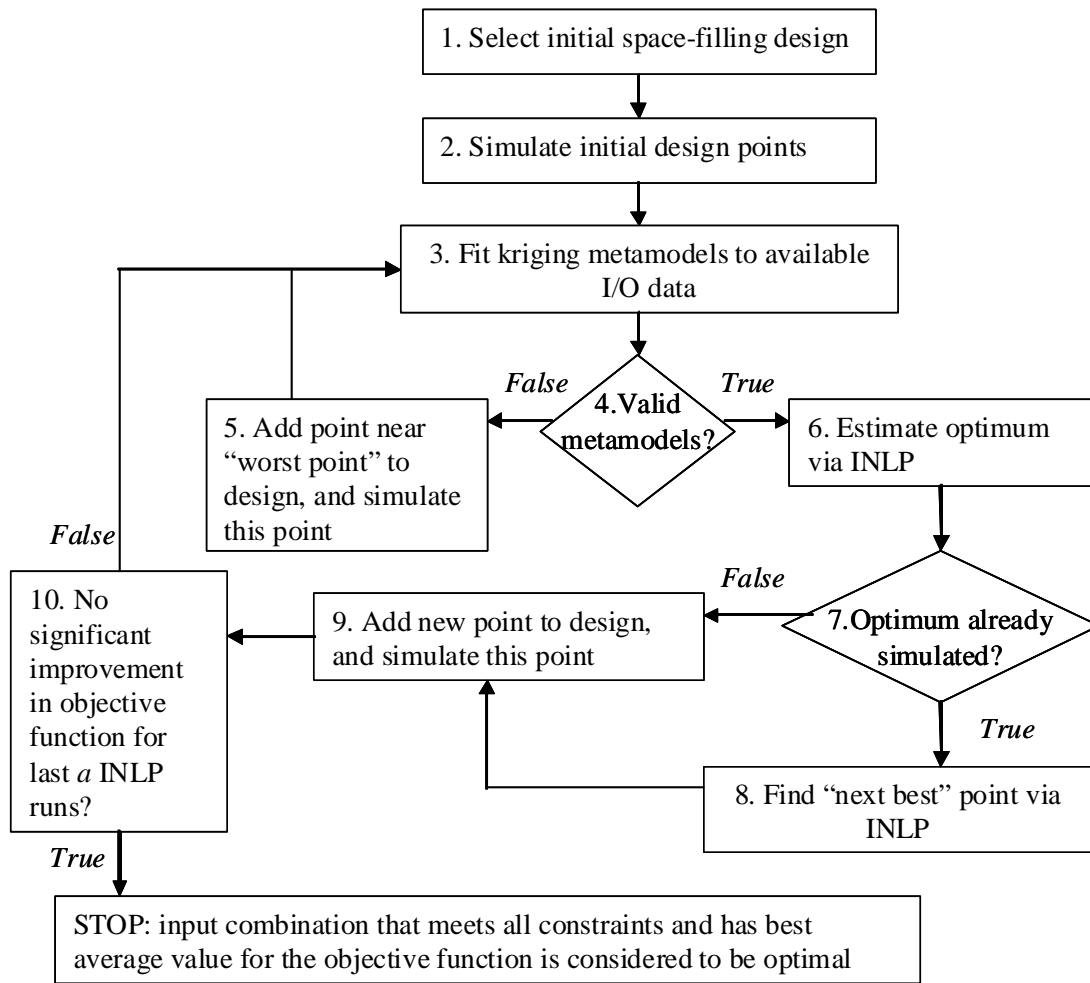 1. Select initial space-filling design
2. Simulate initial design points
3. Fit kriging metamodels to available
I/O data
False
True
4.Valid
metamodels?
5. Add point near
“worst point” to
design, and simulate
this point
6. Estimate optimum
via INLP
False
False
7.Optimum already
simulated?
10. No
significant
improvement
in objective
function for
last a INLP
runs?
9. Add new point to design,
and simulate this point
True
8. Find “next best” point via
INLP
True
STOP: input combination that meets all constraints and has best
average value for the objective function is considered to be optimal